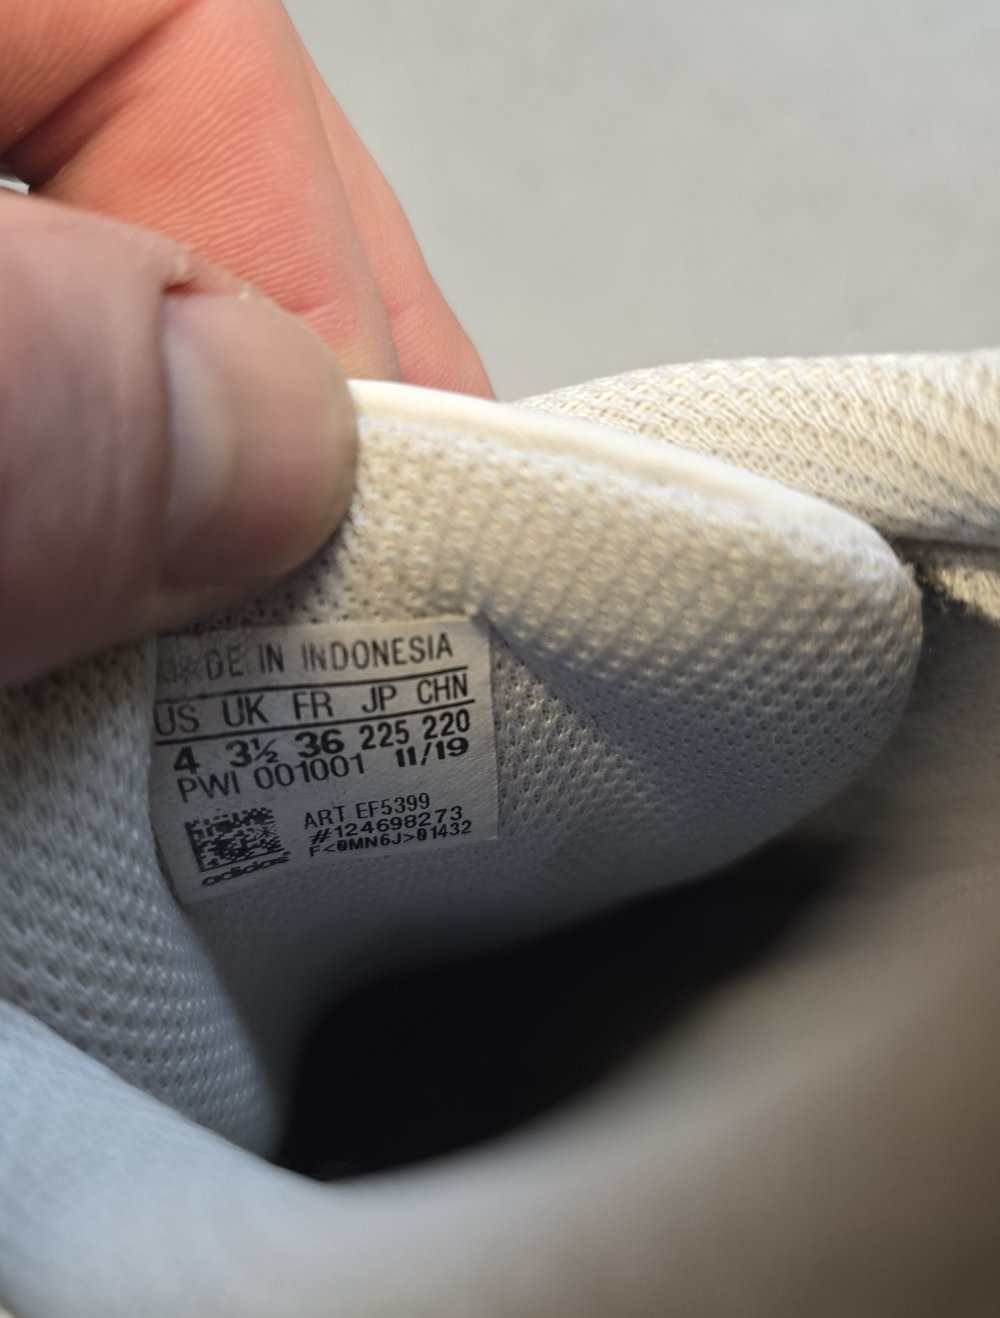 MADE IN INDONESIA
US UK FR JP CHN
4 3½ 36 225 220
PWI 001001 11/19
ART EF5399
#124698273
F<0MN6J>01432
adidas